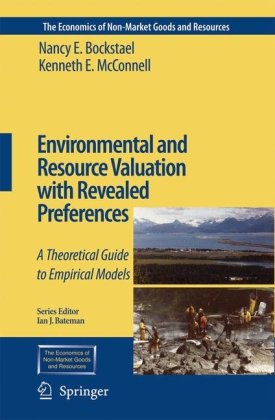 The Economics of Non-Market Goods and Resources
Nancy E. Bockstael
Kenneth E. McConnell
Environmental and
Resource Valuation
with Revealed
Preferences
A Theoretical Guide
to Empirical Models
Series Editor
Ian J. Bateman
The Economics of
Non-Market Goods
and Resources
Springer